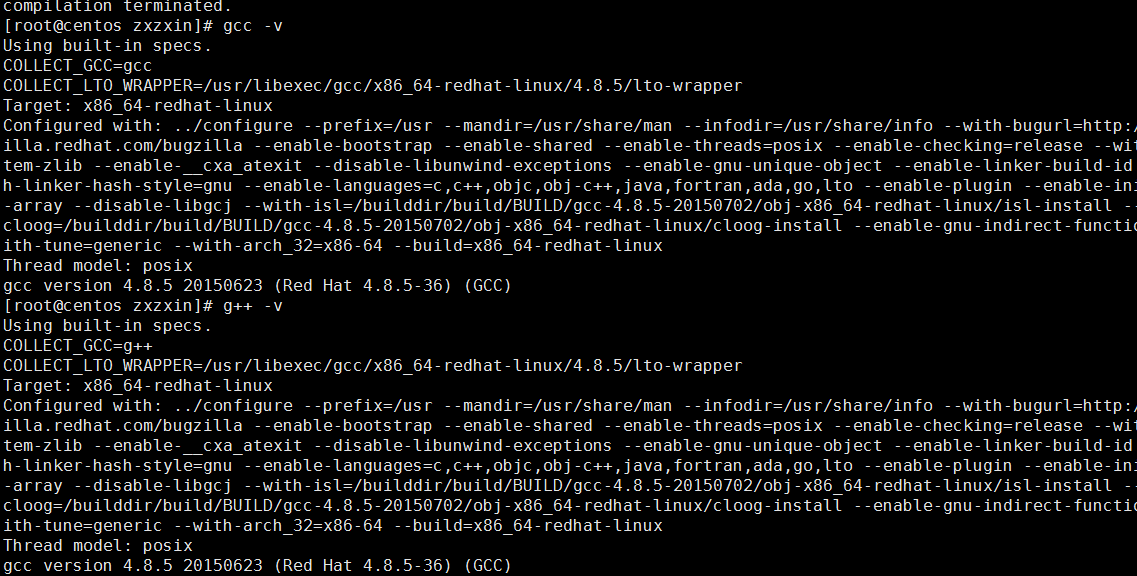 compilation terminated.
[root@centos zxzxin]# gcc -v
Using built-in specs.
COLLECT_GCC=gcc
COLLECT_LTO_WRAPPER=/usr/libexec/gcc/x86_64-redhat-linux/4.8.5/lto-wrapper
Target: x86_64-redhat-linux
Configured with: ../configure --prefix=/usr --mandir=/usr/share/man --infodir=/usr/share/info --with-bugurl=http:/
illa.redhat.com/bugzilla --enable-bootstrap --enable-shared --enable-threads=posix --enable-checking=release --wit
tem-zlib --enable-__cxa_atexit --disable-libunwind-exceptions --enable-gnu-unique-object --enable-linker-build-id
h-linker-hash-style=gnu --enable-languages=c,c++,objc,obj-c++,java,fortran,ada,go,lto --enable-plugin --enable-ini
-array --disable-libgcj --with-isl=/builddir/build/BUILD/gcc-4.8.5-20150702/obj-x86_64-redhat-linux/isl-install --
cloog=/builddir/build/BUILD/gcc-4.8.5-20150702/obj-x86_64-redhat-linux/cloog-install --enable-gnu-indirect-functio
ith-tune=generic --with-arch_32=x86-64 --build=x86_64-redhat-linux
Thread model: posix
gcc version 4.8.5 20150623 (Red Hat 4.8.5-36) (GCC)
[root@centos zxzxin]# g++ -v
Using built-in specs.
COLLECT_GCC=g++
COLLECT_LTO_WRAPPER=/usr/libexec/gcc/x86_64-redhat-linux/4.8.5/lto-wrapper
Target: x86_64-redhat-linux
Configured with: ../configure --prefix=/usr --mandir=/usr/share/man --infodir=/usr/share/info --with-bugurl=http:/
illa.redhat.com/bugzilla --enable-bootstrap --enable-shared --enable-threads=posix --enable-checking=release --wit
tem-zlib --enable-__cxa_atexit --disable-libunwind-exceptions --enable-gnu-unique-object --enable-linker-build-id
h-linker-hash-style=gnu --enable-languages=c,c++,objc,obj-c++,java,fortran,ada,go,lto --enable-plugin --enable-ini
-array --disable-libgcj --with-isl=/builddir/build/BUILD/gcc-4.8.5-20150702/obj-x86_64-redhat-linux/isl-install --
cloog=/builddir/build/BUILD/gcc-4.8.5-20150702/obj-x86_64-redhat-linux/cloog-install --enable-gnu-indirect-functio
ith-tune=generic --with-arch_32=x86-64 --build=x86_64-redhat-linux
Thread model: posix
gcc version 4.8.5 20150623 (Red Hat 4.8.5-36) (GCC)